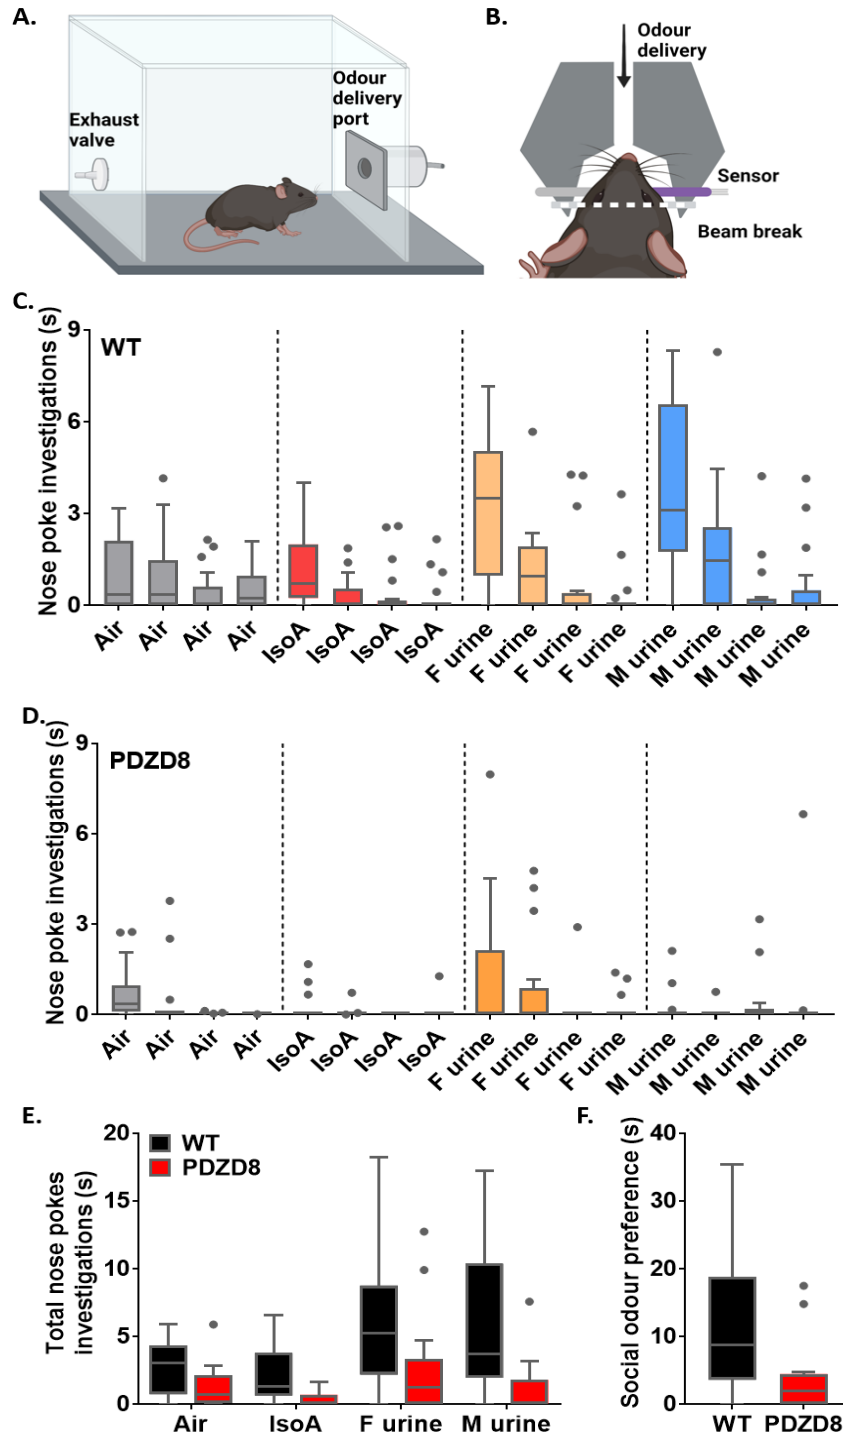 A.
Exhaust
valve
Odour
delivery
port
B.
Odour
delivery
Sensor
Beam break
C.
Nose poke investigations (s)
9
6
3
0
WT
Air
Air
Air
Air
IsoA
IsoA
IsoA
IsoA
F urine
F urine
F urine
F urine
M urine
M urine
M urine
M urine
D.
Nose poke investigations (s)
9
6
3
0
PDZD8
Air
Air
Air
Air
IsoA
IsoA
IsoA
IsoA
F urine
F urine
F urine
F urine
M urine
M urine
M urine
M urine
E.
Total nose pokes
investigations (s)
20
15
10
5
0
WT
PDZD8
Air
IsoA
F urine
M urine
F.
Social odour preference (s)
40
30
20
10
0
WT
PDZD8